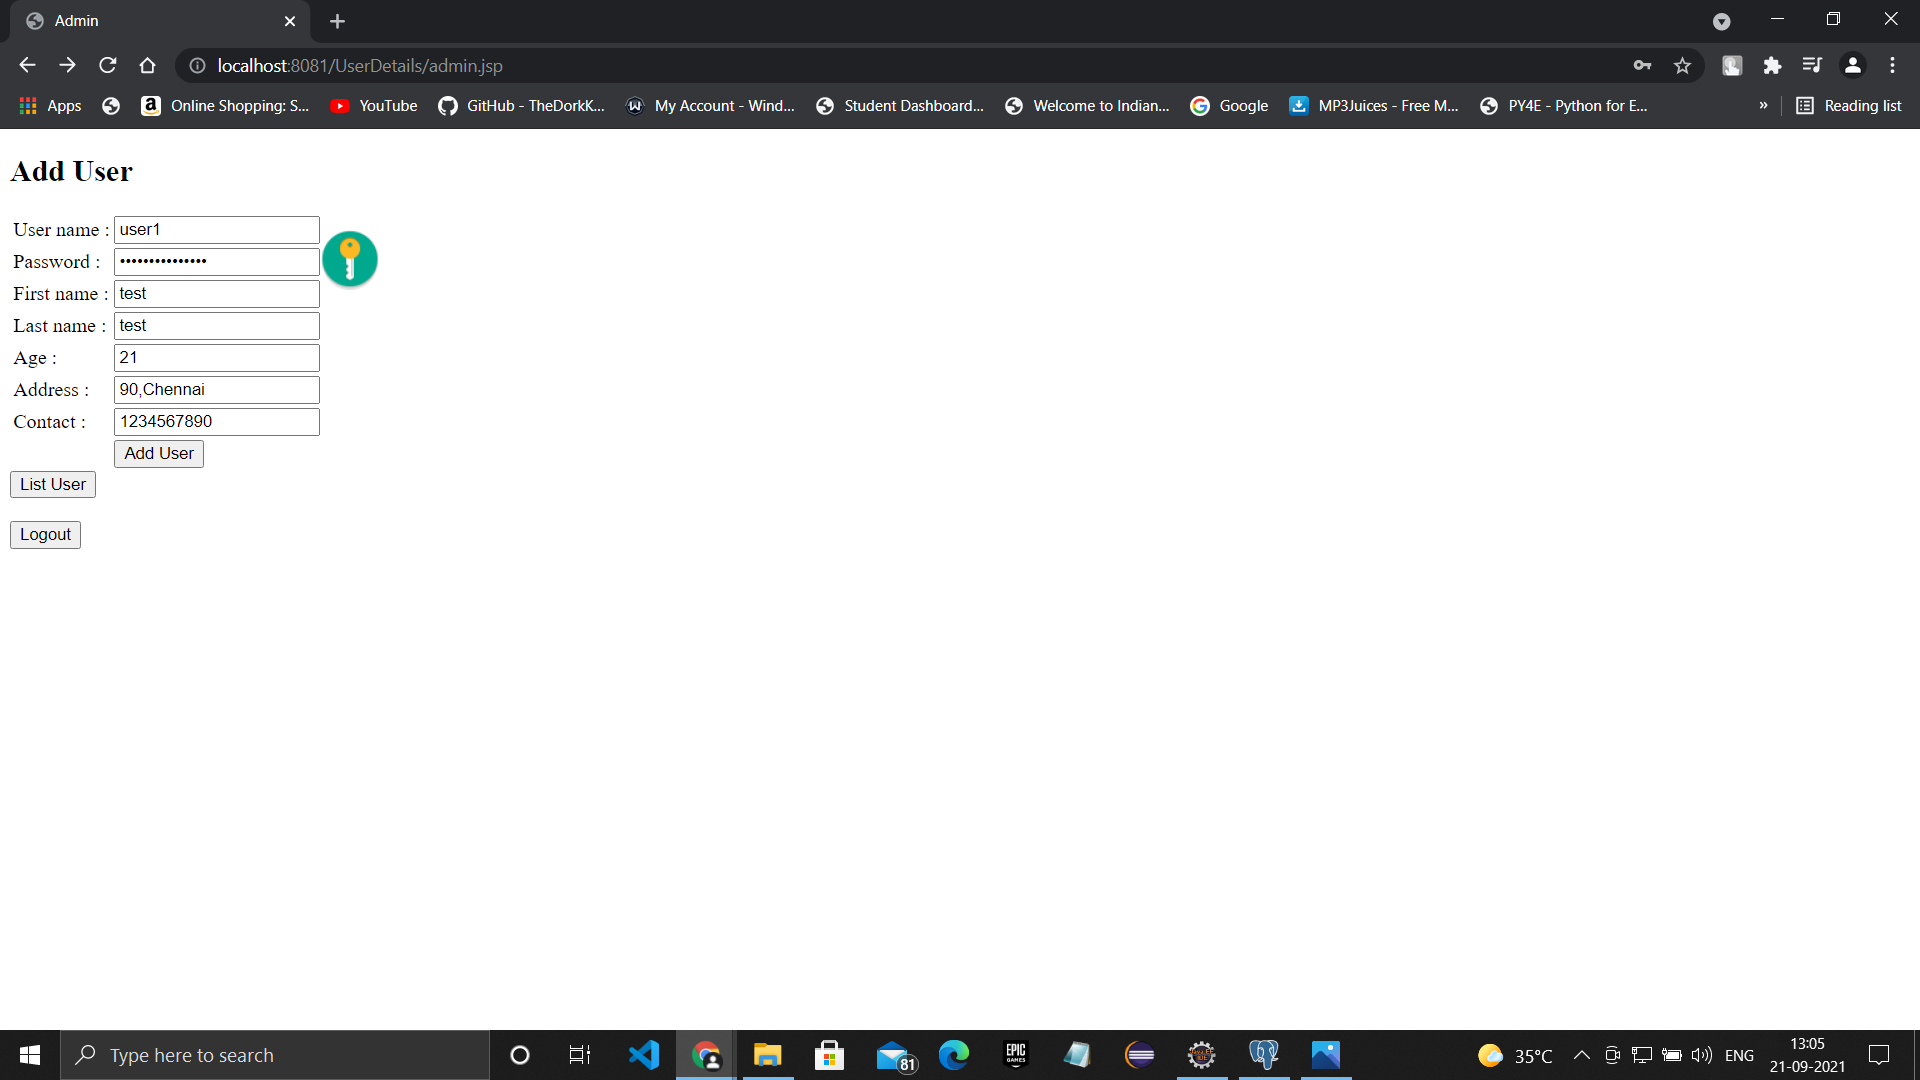 Admin
localhost:8081/UserDetails/admin.jsp
Apps
Online Shopping: S...
YouTube
GitHub - TheDorkK...
My Account - Wind...
Student Dashboard...
Welcome to Indian...
Google
MP3Juices - Free M...
PY4E - Python for E...
»
Reading list
Add User
User name : user1
Password : •••••••••••••••
First name : test
Last name : test
Age : 21
Address : 90,Chennai
Contact : 1234567890
Add User
List User
Logout
Type here to search
81
EPIC
GAMES
35°C
ENG
13:05
21-09-2021